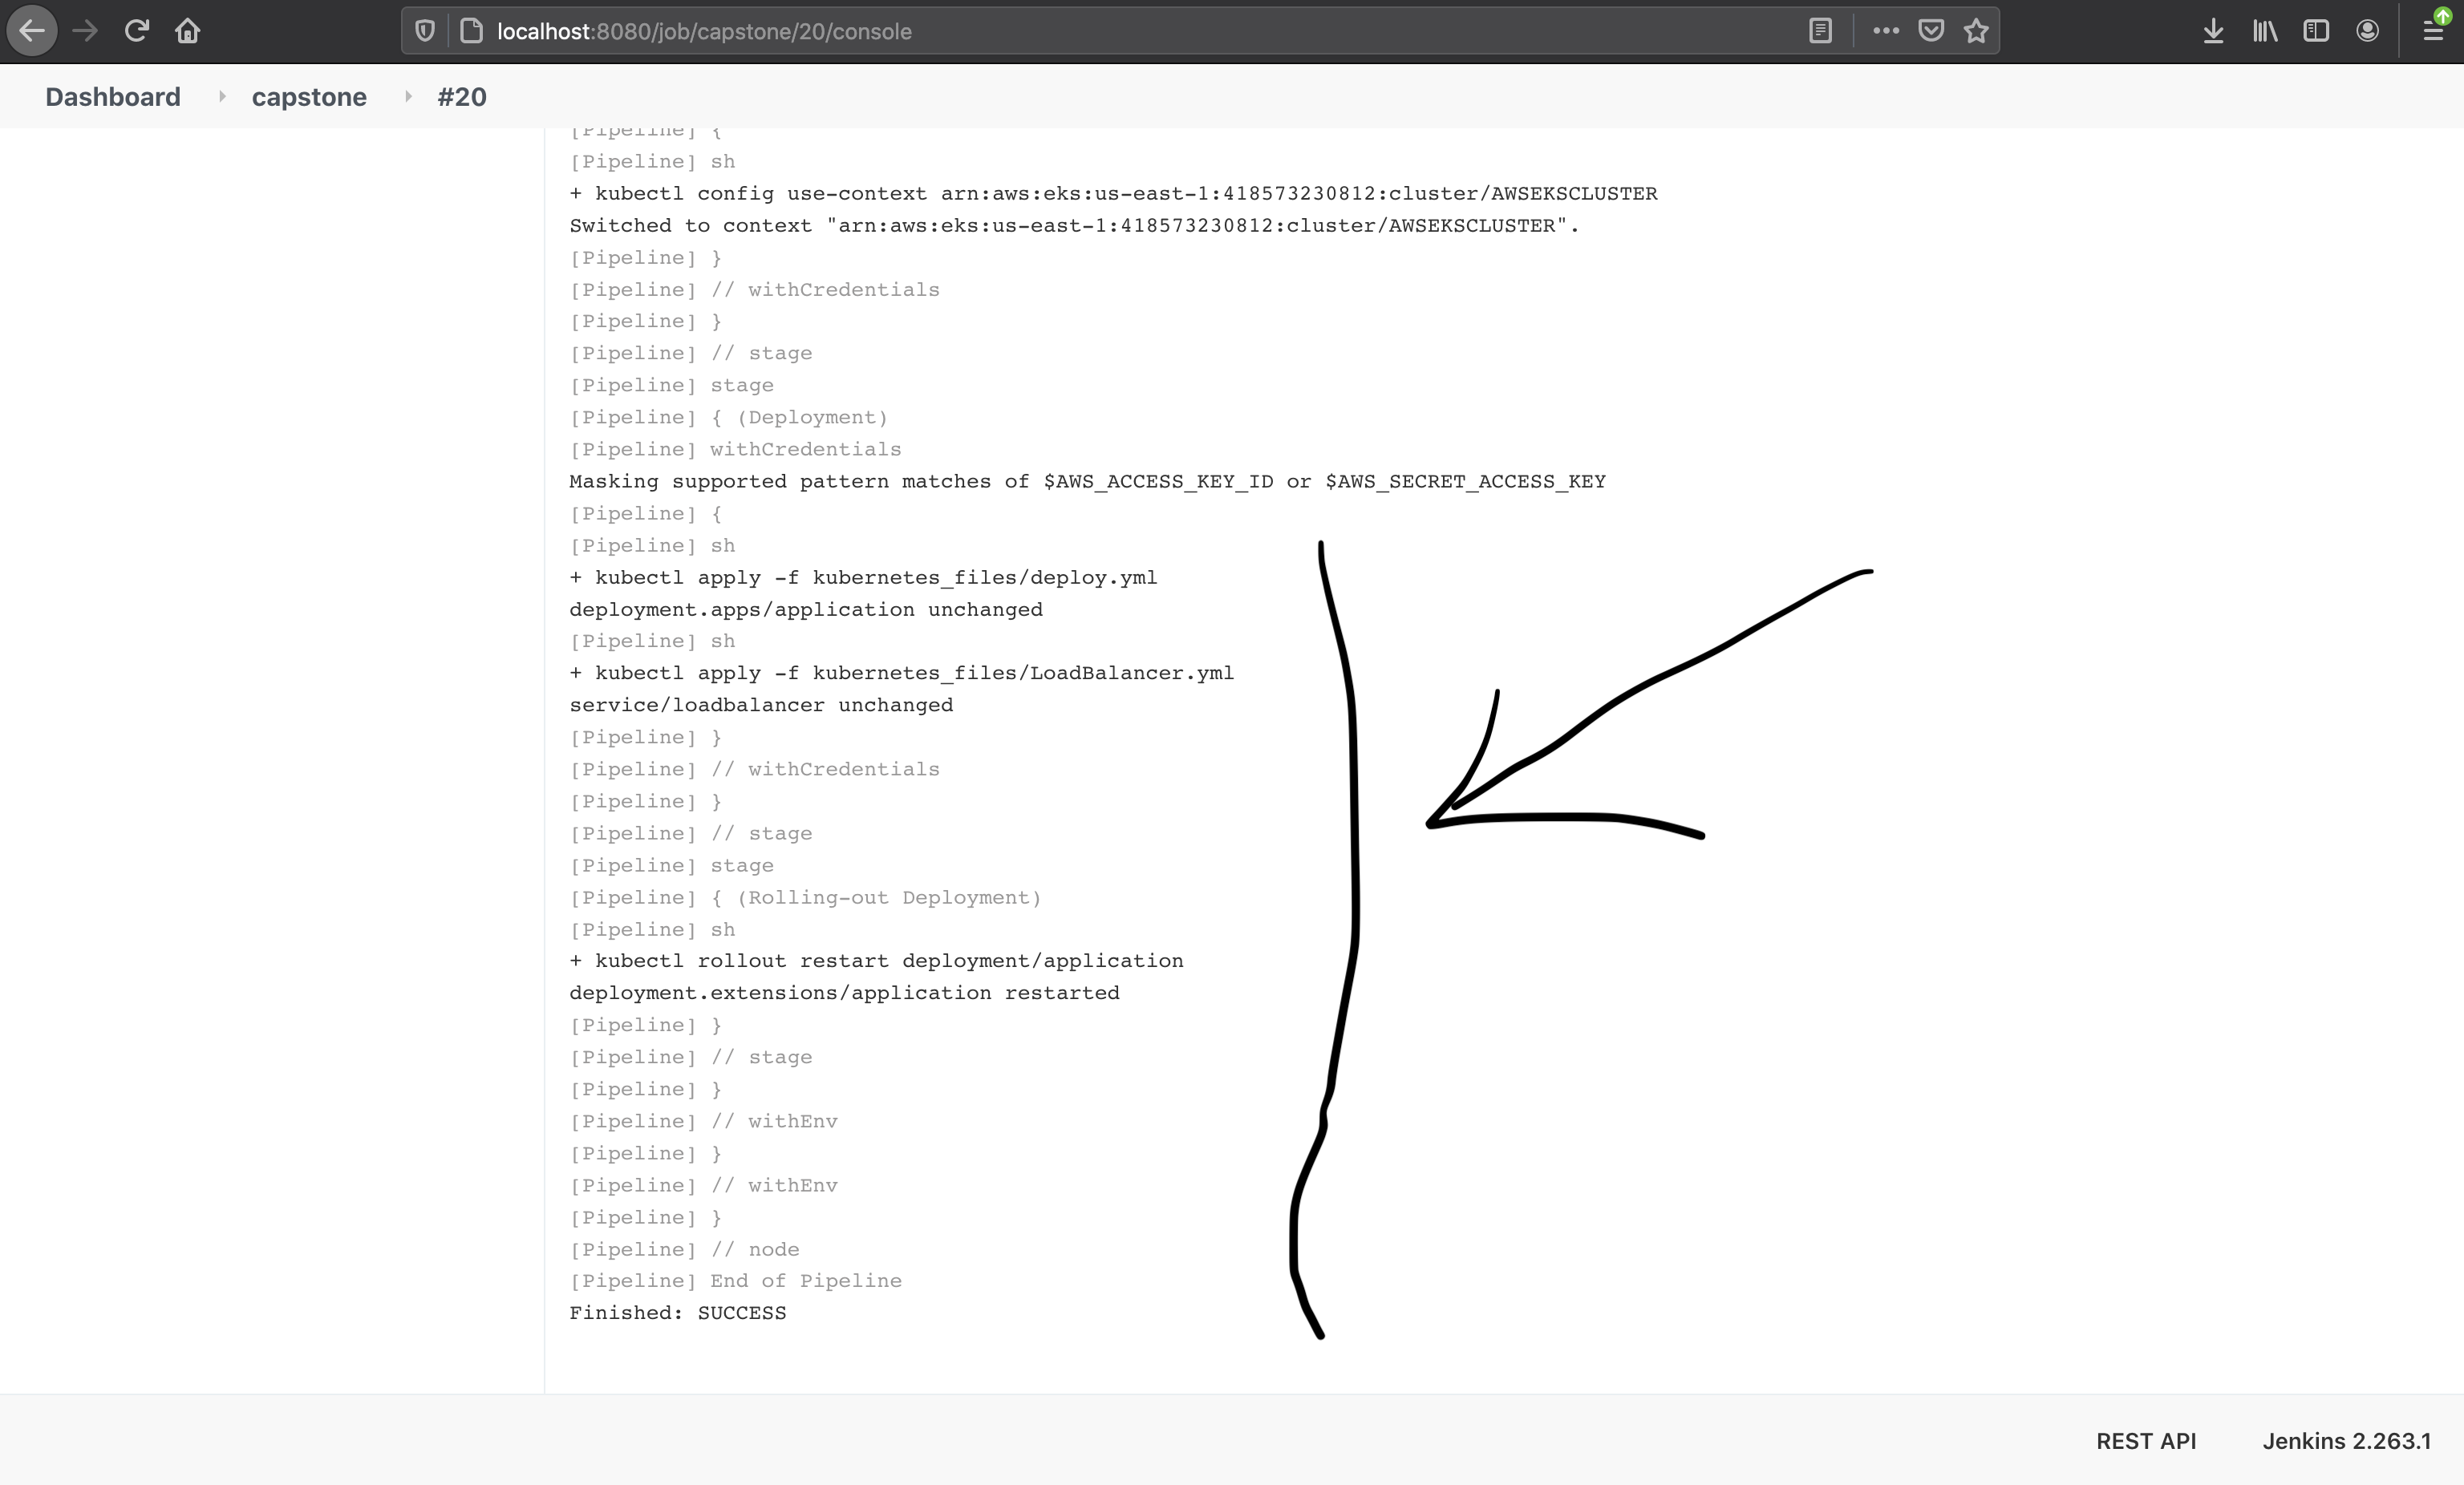 localhost:8080/job/capstone/20/console
Dashboard capstone #20
[Pipeline] {
[Pipeline] sh
+ kubectl config use-context arn:aws:eks:us-east-1:418573230812:cluster/AWSEKSCLUSTER
Switched to context "arn:aws:eks:us-east-1:418573230812:cluster/AWSEKSCLUSTER".
[Pipeline] }
[Pipeline] // withCredentials
[Pipeline] }
[Pipeline] // stage
[Pipeline] stage
[Pipeline] { (Deployment)
[Pipeline] withCredentials
Masking supported pattern matches of $AWS_ACCESS_KEY_ID or $AWS_SECRET_ACCESS_KEY
[Pipeline] {
[Pipeline] sh
+ kubectl apply -f kubernetes_files/deploy.yml
deployment.apps/application unchanged
[Pipeline] sh
+ kubectl apply -f kubernetes_files/LoadBalancer.yml
service/loadbalancer unchanged
[Pipeline] }
[Pipeline] // withCredentials
[Pipeline] }
[Pipeline] // stage
[Pipeline] stage
[Pipeline] { (Rolling-out Deployment)
[Pipeline] sh
+ kubectl rollout restart deployment/application
deployment.extensions/application restarted
[Pipeline] }
[Pipeline] // stage
[Pipeline] }
[Pipeline] // withEnv
[Pipeline] }
[Pipeline] // withEnv
[Pipeline] }
[Pipeline] // node
[Pipeline] End of Pipeline
Finished: SUCCESS
REST API Jenkins 2.263.1